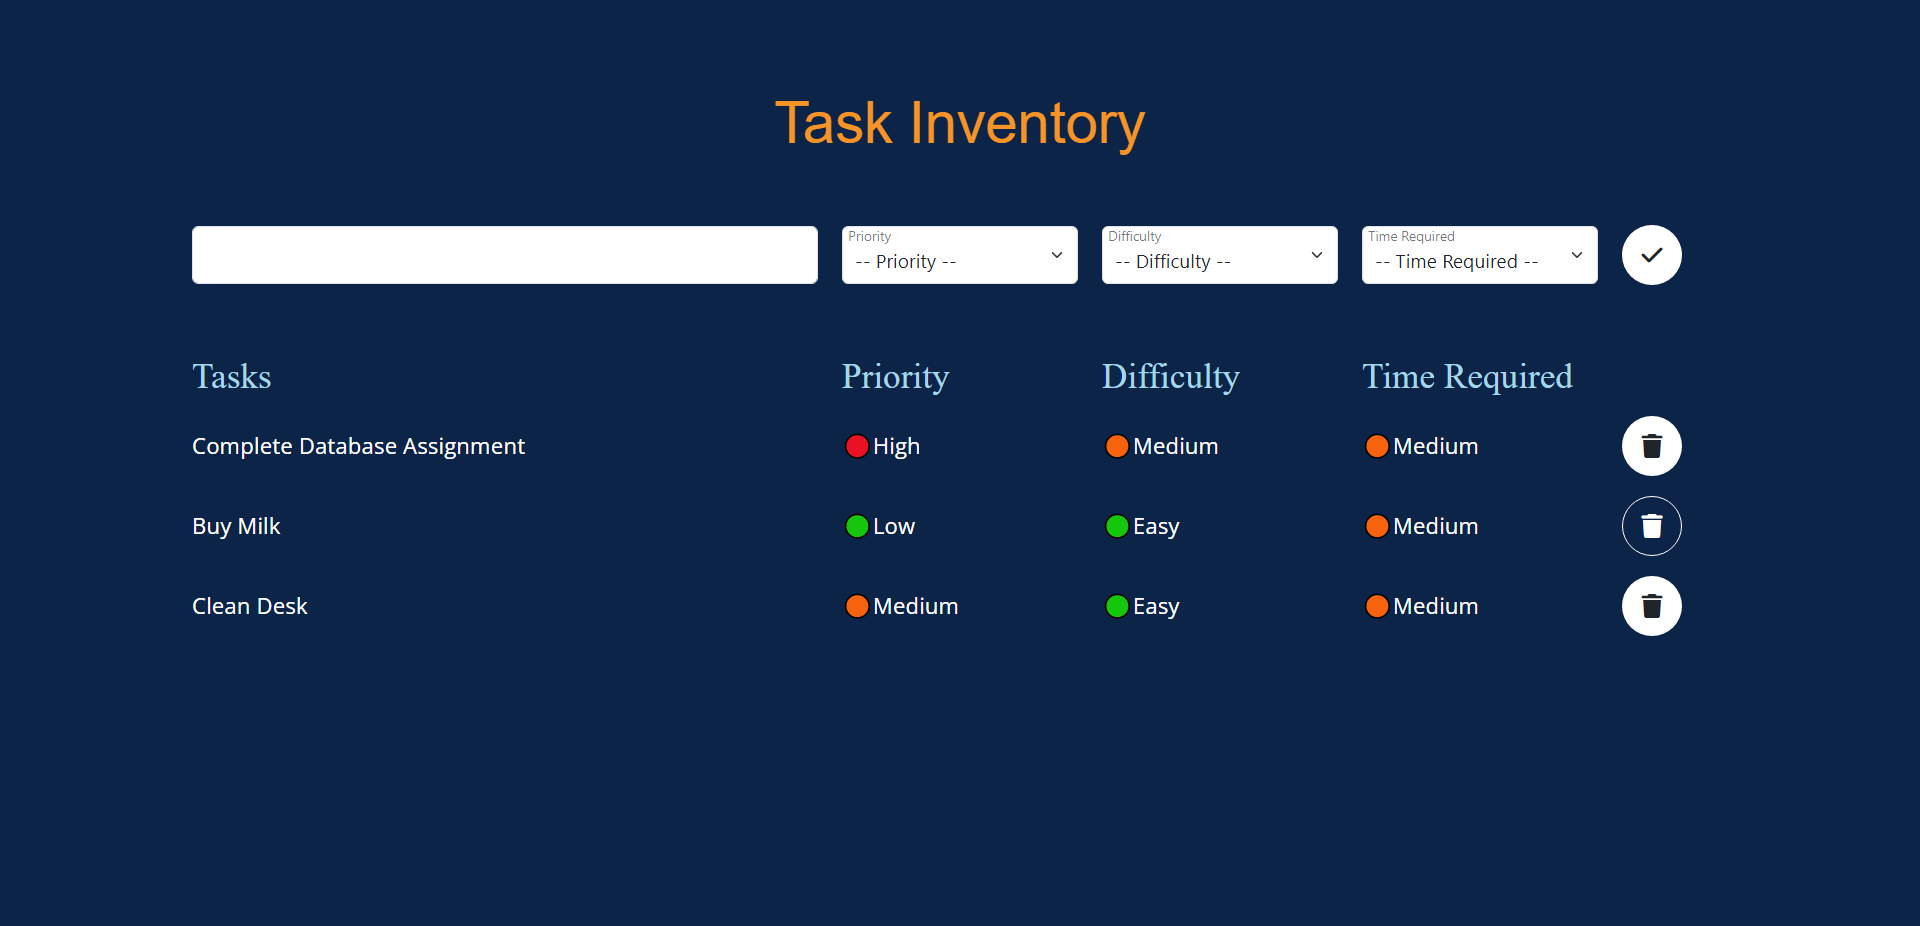 Task Inventory
Priority
-- Priority --
Difficulty
-- Difficulty --
Time Required
-- Time Required --
Tasks Priority Difficulty Time Required
Complete Database Assignment High Medium Medium
Buy Milk Low Easy Medium
Clean Desk Medium Easy Medium